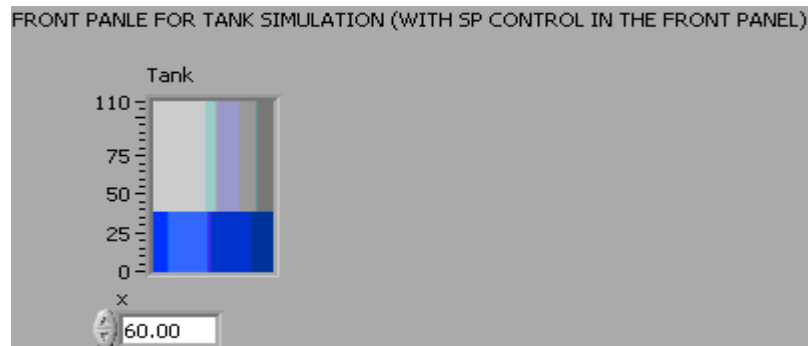 FRONT PANLE FOR TANK SIMULATION (WITH SP CONTROL IN THE FRONT PANEL)
Tank
110
75
50
25
0
x
60.00